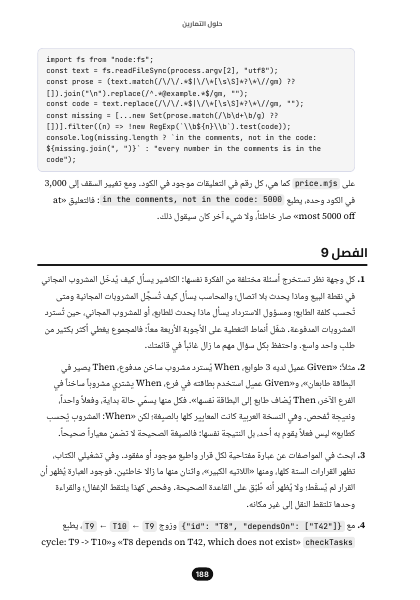 حلول التمارين
import fs from "node:fs";
const text = fs.readFileSync(process.argv[2], "utf8");
const prose = (text.match(/\/\/.*$|\/\*[\s\S]*?\*\//gm) ??
[]).join("\n").replace(/^.*@example.*$/gm, "");
const code = text.replace(/\/\/.*$|\/\*[\s\S]*?\*\//gm, "");
const missing = [...new Set(prose.match(/\b\d+\b/g) ??
[])].filter((n) => !new RegExp(`\\b${n}\\b`).test(code));
console.log(missing.length ? `in the comments, not in the code:
${missing.join(", ")}` : "every number in the comments is in the
code");
على price.mjs كما هي، كل رقم في التعليقات موجود في الكود. ومع تغيير السقف إلى 3,000
في الكود وحده، يطبع in the comments, not in the code: 5000 : فالتعليق «at
most 5000 off» صار خاطئاً، ولا شيء آخر كان سيقول ذلك.
الفصل 9
1. كل وجهة نظر تستخرج أسئلة مختلفة من الفكرة نفسها: الكاشير يسأل كيف يُدخَل المشروب المجاني
في نقطة البيع وماذا يحدث بلا اتصال؛ والمحاسب يسأل كيف تُسجَّل المشروبات المجانية ومتى
تُحسب كلفة الطابع؛ ومسؤول الاسترداد يسأل ماذا يحدث للطابع، أو للمشروب المجاني، حين تُسترد
المشروبات المدفوعة. شغّل أنماط التغطية على الأجوبة الأربعة معاً: فالمجموع يغطي أكثر بكثير من
طلب واحد واسع. واحتفظ بكل سؤال مهم ما زال غائباً في قائمتك.
2. مثلاً: «Given عميل لديه 3 طوابع، When يُسترد مشروب ساخن مدفوع، Then يصير في
البطاقة طابعان»، و«Given عميل استخدم بطاقته في فرع، When يشتري مشروباً ساخناً في
الفرع الآخر، Then يُضاف طابع إلى البطاقة نفسها». فكل منها يسمّي حالة بداية، وفعلاً واحداً،
ونتيجة تُفحص. وفي النسخة العربية كانت المعايير كلها بالصيغة؛ لكن «When: المشروب يُحسب
كطابع» ليس فعلاً يقوم به أحد، بل النتيجة نفسها: فالصيغة الصحيحة لا تضمن معياراً صحيحاً.
3. ابحث في المواصفات عن عبارة مفتاحية لكل قرار واطبع موجود أو مفقود. وفي تشغيلي الكتاب،
تظهر القرارات الستة كلها، ومنها «اللاتيه الكبير»، واثنان منها ما زالا خاطئين. فوجود العبارة يُظهر أن
القرار لم يُسقط؛ ولا يُظهر أنه طُبّق على القاعدة الصحيحة. وفحص كهذا يلتقط الإغفال؛ والقراءة
وحدها تلتقط النقل إلى غير مكانه.
4. مع {"id": "T8", "dependsOn": ["T42"]} وزوج T9 ← T10 ← T9، يطبع
checkTasks «T8 depends on T42, which does not exist» و«cycle: T9 -> T10
188